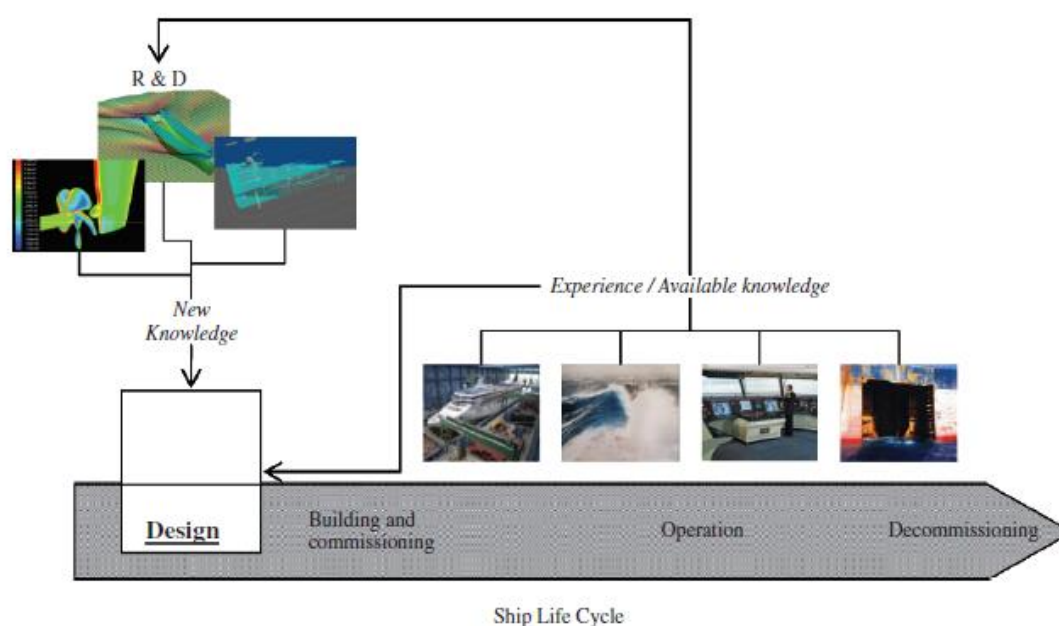 R & D
Experience / Available knowledge
New
Knowledge
Design
Building and
commissioning
Operation
Decommissioning
Ship Life Cycle